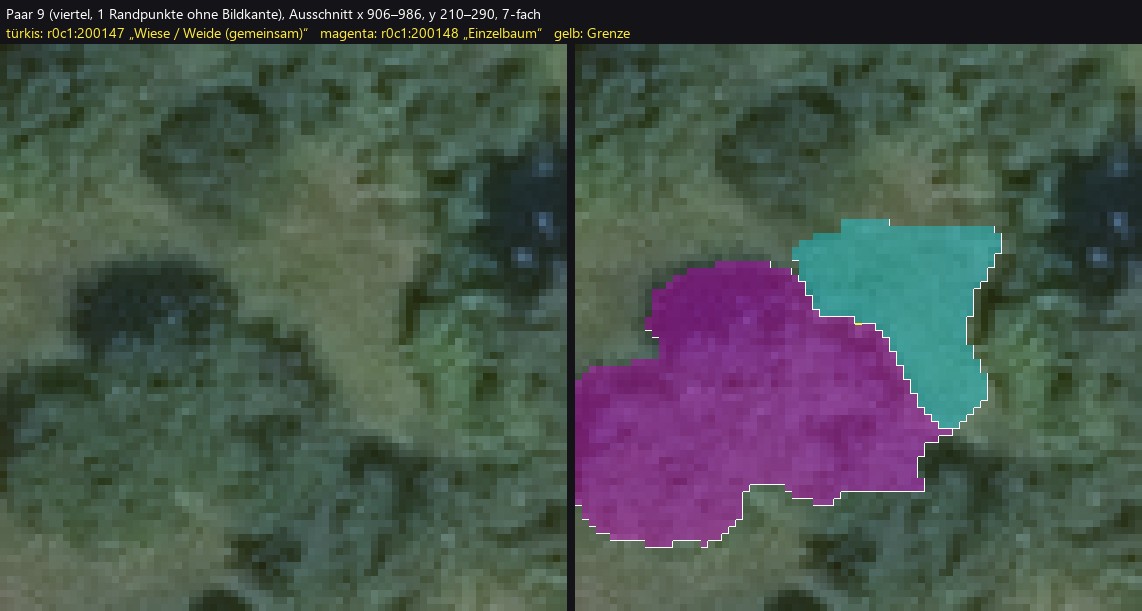 Paar 9 (viertel, 1 Randpunkte ohne Bildkante), Ausschnitt x 906–986, y 210–290, 7-fach
türkis: r0c1:200147 „Wiese / Weide (gemeinsam)“ magenta: r0c1:200148 „Einzelbaum“ gelb: Grenze